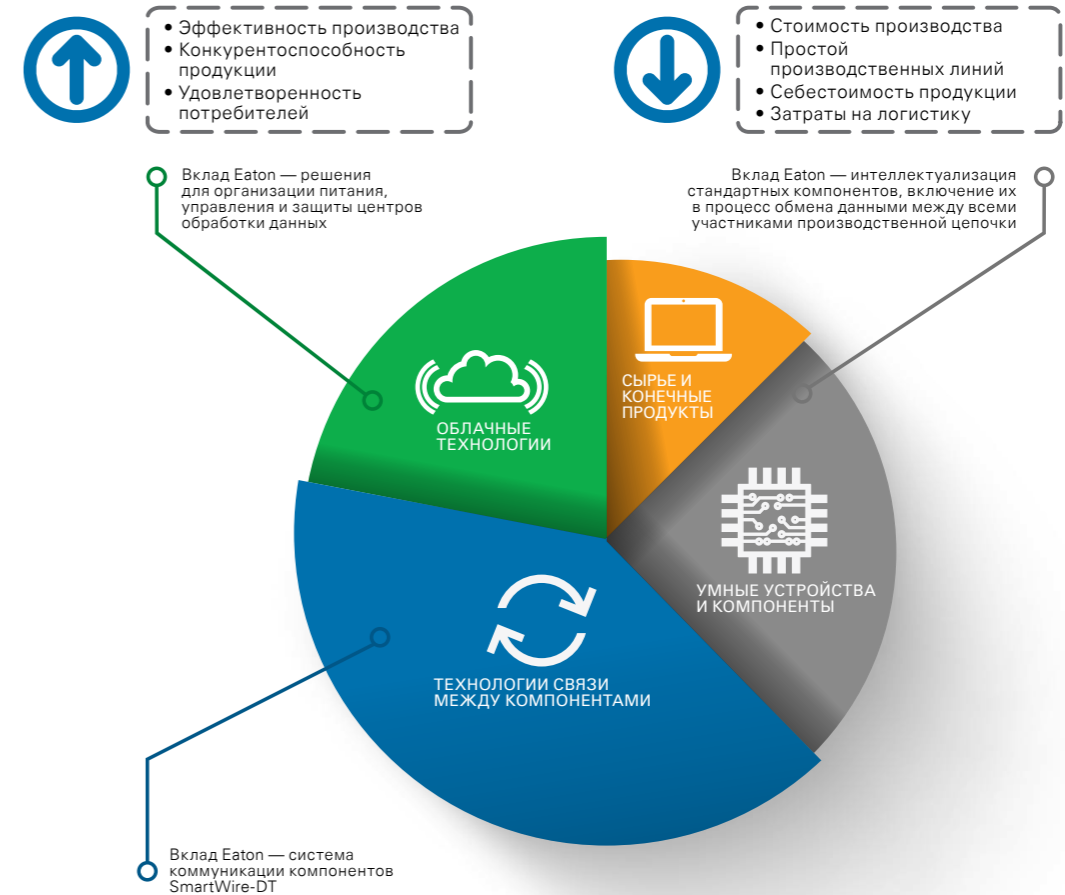 • Эффективность производства
• Конкурентоспособность
продукции
• Удовлетворенность
потребителей
• Стоимость производства
• Простой
производственных линий
• Себестоимость продукции
• Затраты на логистику
Вклад Eaton — решения
для организации питания,
управления и защиты центров
обработки данных
Вклад Eaton — интеллектуализация
стандартных компонентов, включение их
в процесс обмена данными между всеми
участниками производственной цепочки
СЫРЬЕ И
КОНЕЧНЫЕ
ПРОДУКТЫ
ОБЛАЧНЫЕ
ТЕХНОЛОГИИ
УМНЫЕ УСТРОЙСТВА
И КОМПОНЕНТЫ
ТЕХНОЛОГИИ СВЯЗИ
МЕЖДУ КОМПОНЕНТАМИ
Вклад Eaton — система
коммуникации компонентов
SmartWire-DT